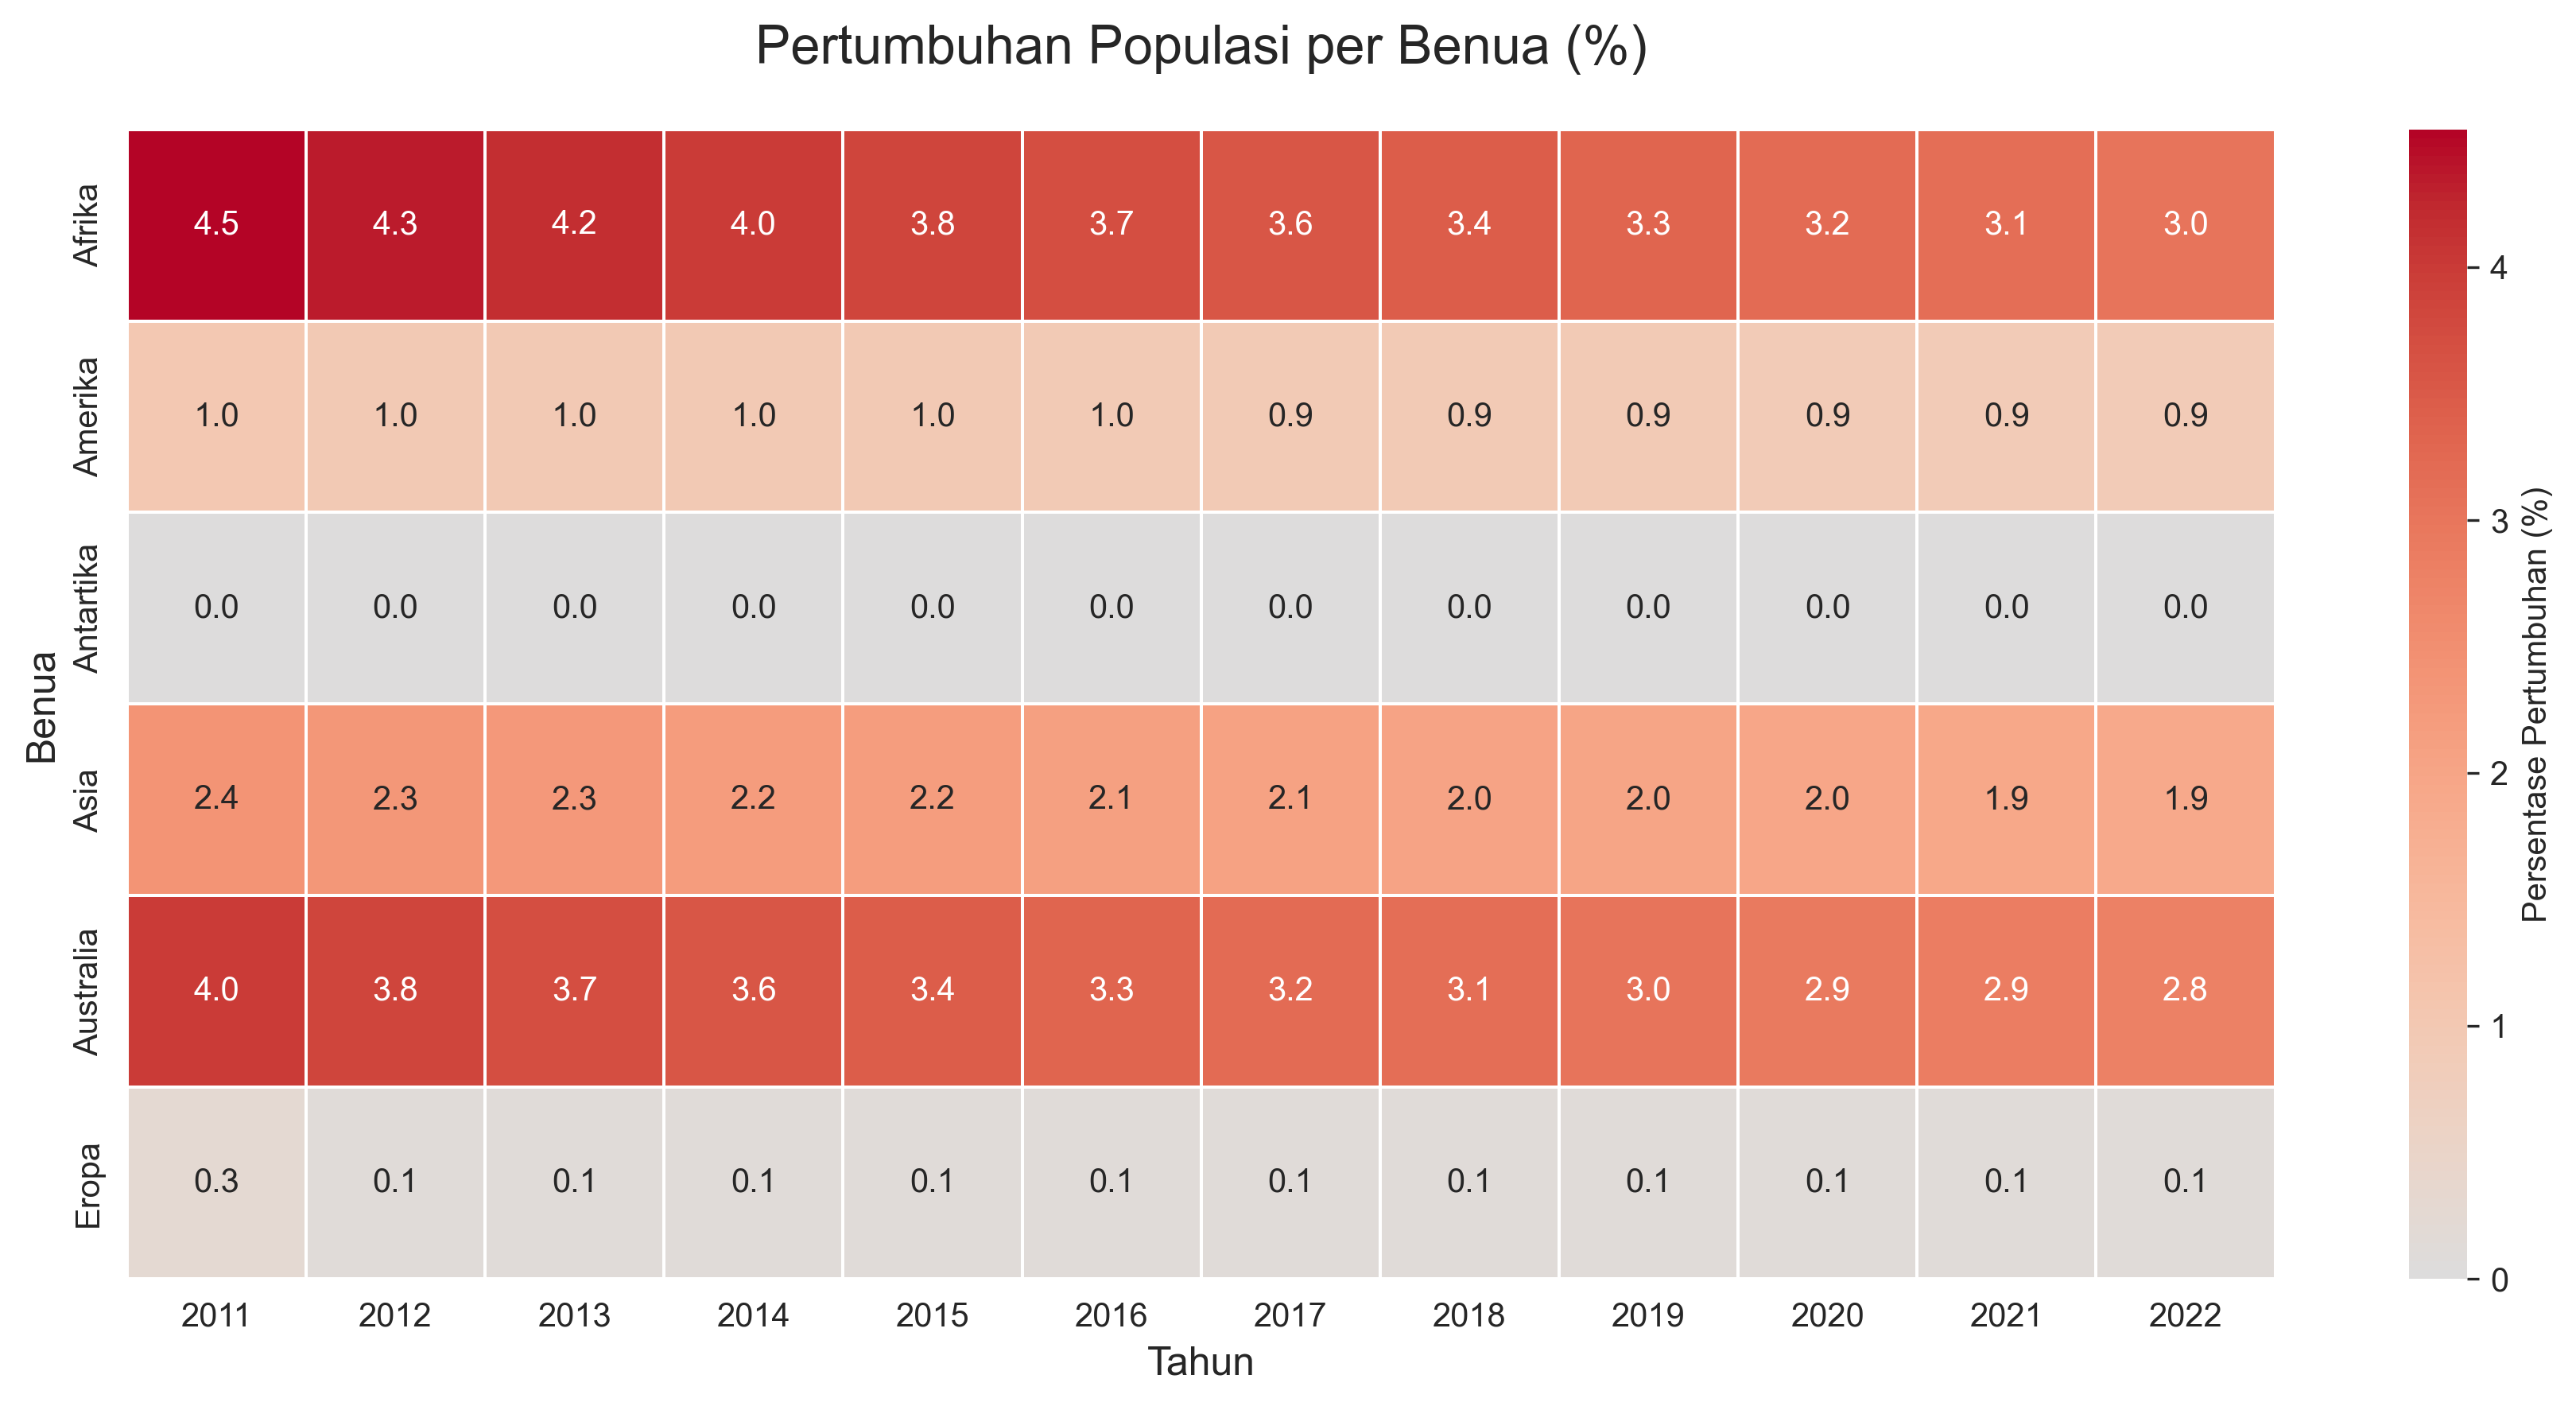 Pertumbuhan Populasi per Benua (%)
Benua
Afrika 4.5 4.3 4.2 4.0 3.8 3.7 3.6 3.4 3.3 3.2 3.1 3.0
Amerika 1.0 1.0 1.0 1.0 1.0 1.0 0.9 0.9 0.9 0.9 0.9 0.9
Antartika 0.0 0.0 0.0 0.0 0.0 0.0 0.0 0.0 0.0 0.0 0.0 0.0
Asia 2.4 2.3 2.3 2.2 2.2 2.1 2.1 2.0 2.0 2.0 1.9 1.9
Australia 4.0 3.8 3.7 3.6 3.4 3.3 3.2 3.1 3.0 2.9 2.9 2.8
Eropa 0.3 0.1 0.1 0.1 0.1 0.1 0.1 0.1 0.1 0.1 0.1 0.1
2011 2012 2013 2014 2015 2016 2017 2018 2019 2020 2021 2022
Tahun
4
3
2
1
0
Persentase Pertumbuhan (%)